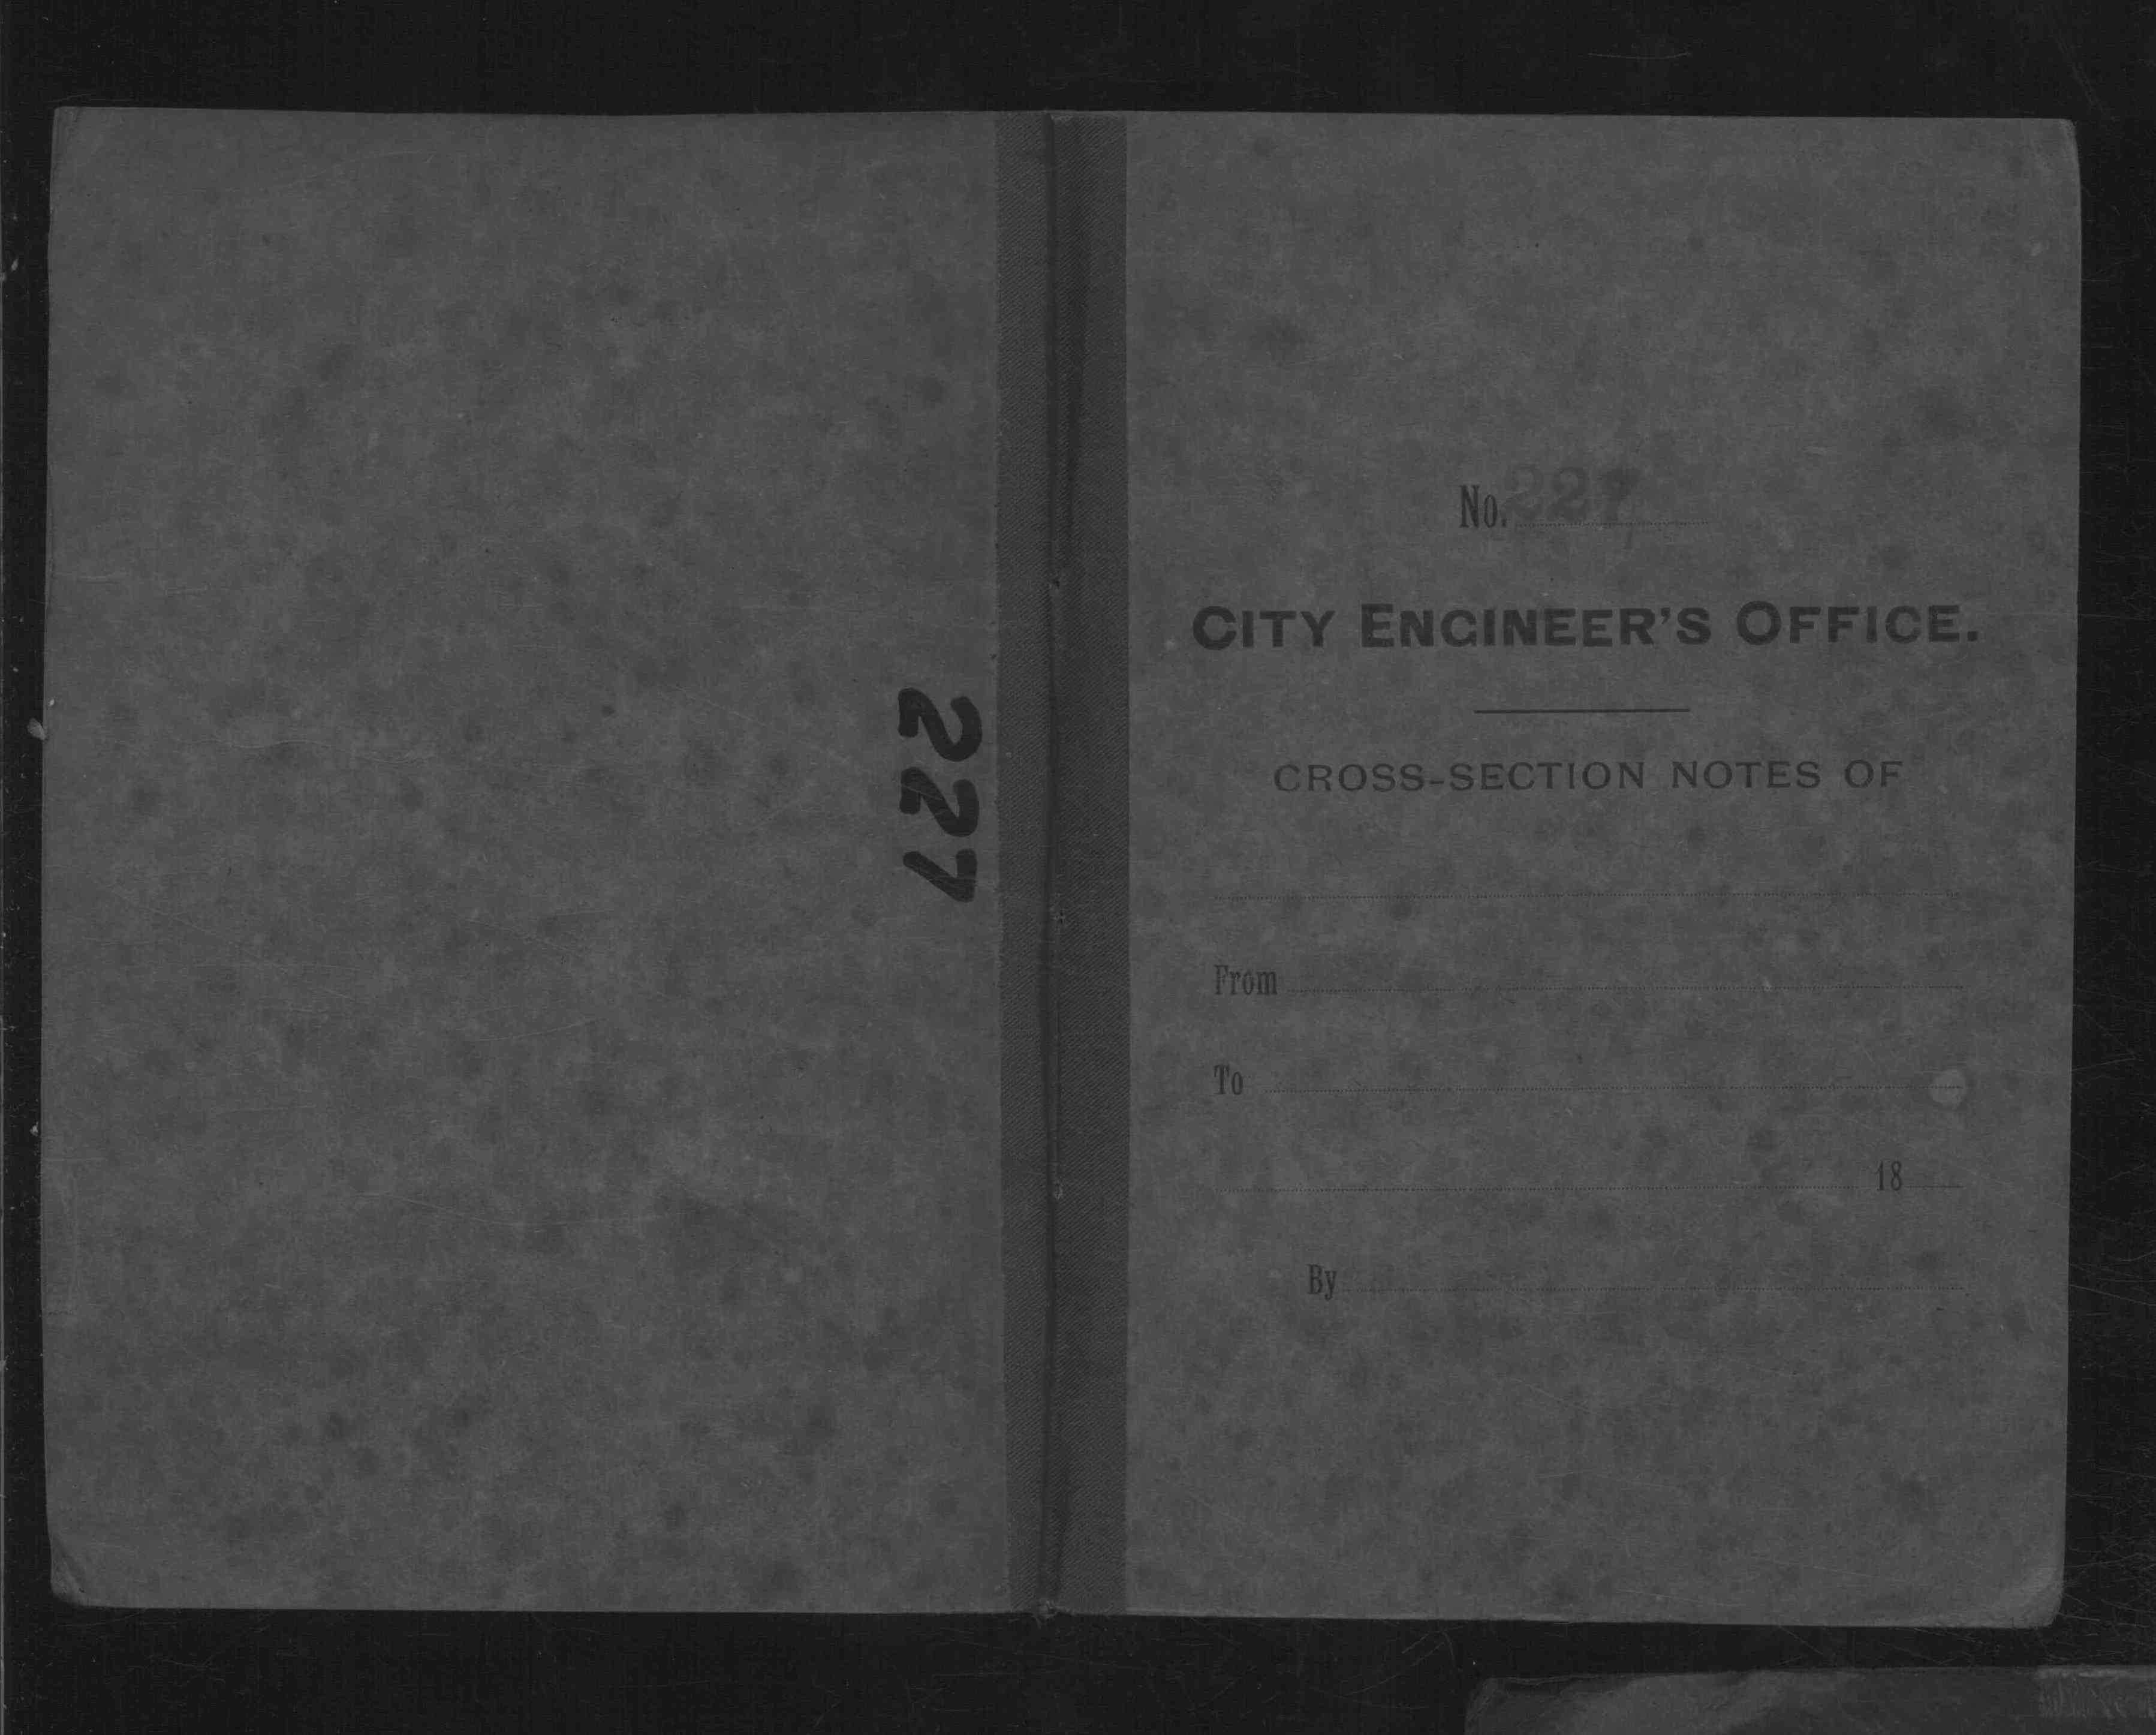 227
No. 227
CITY ENGINEER'S OFFICE.
CROSS-SECTION NOTES OF
From
To
18
By